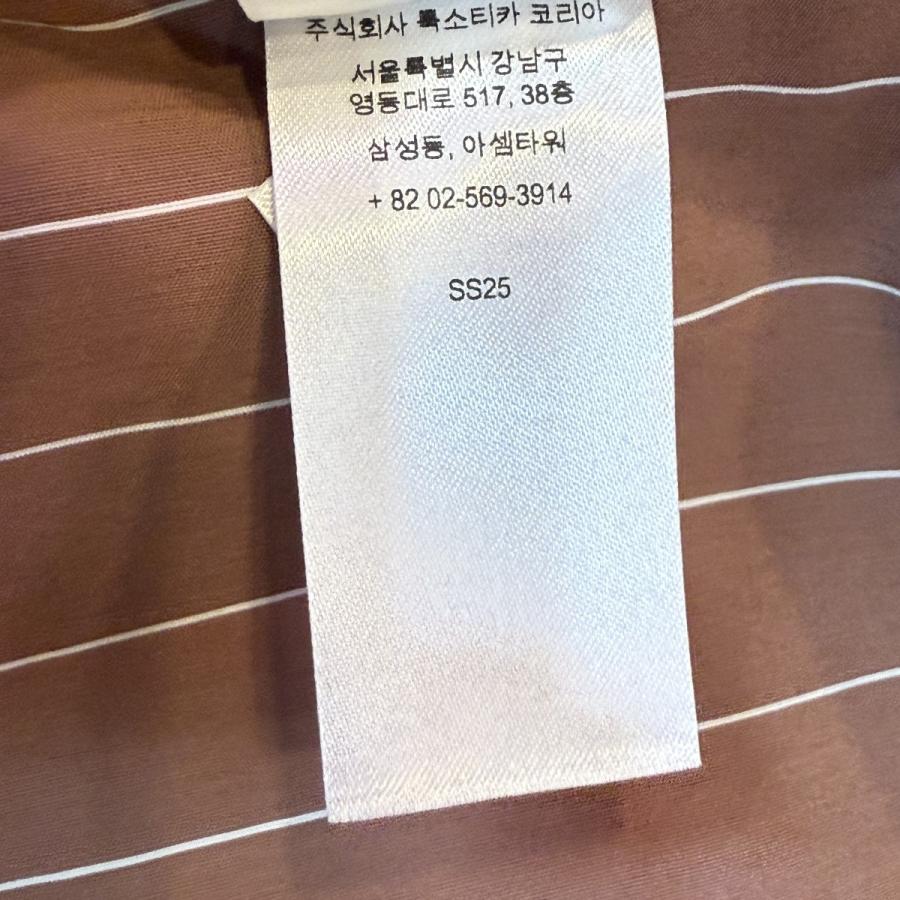 주식회사 룩소티카 코리아
서울특별시 강남구
영동대로 517, 38층
삼성동, 아셈타워
+ 82 02-569-3914
SS25